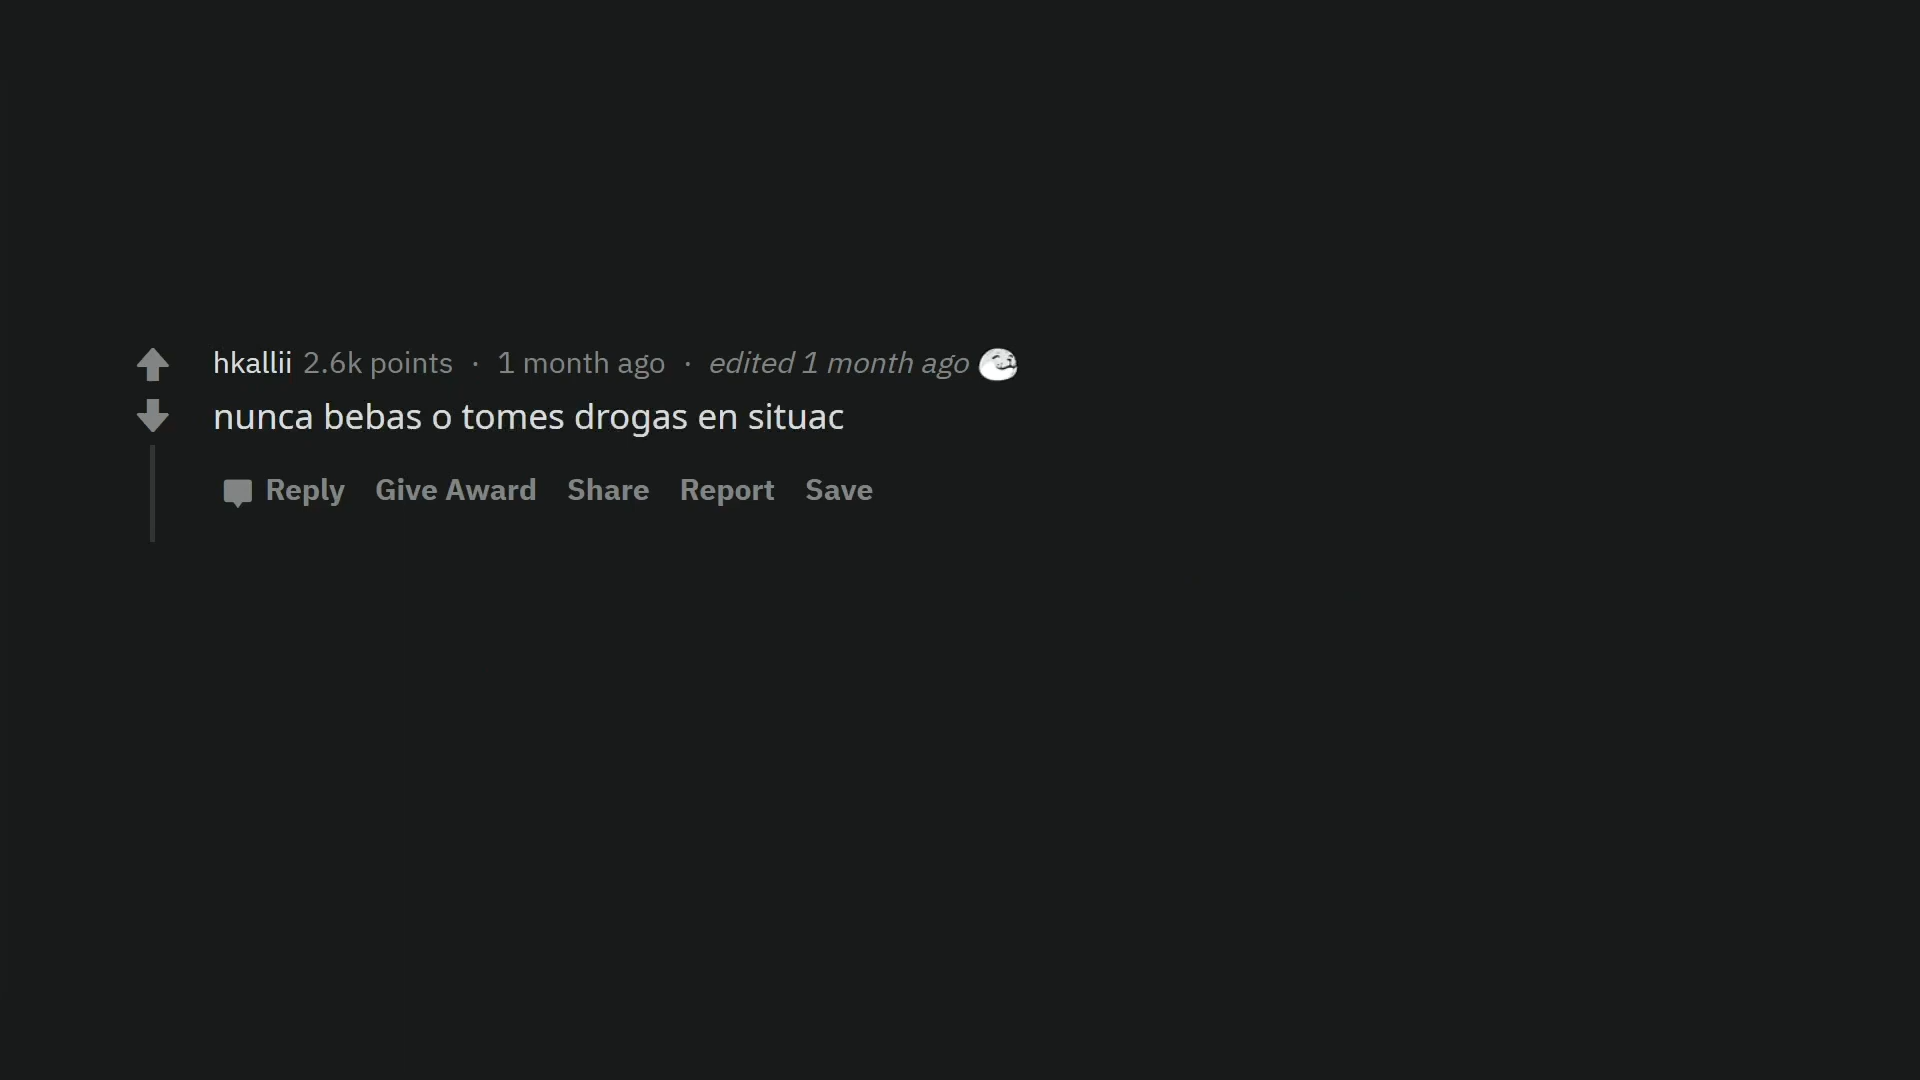 hkallii 2.6k points · 1 month ago · edited 1 month ago
nunca bebas o tomes drogas en situac
Reply Give Award Share Report Save